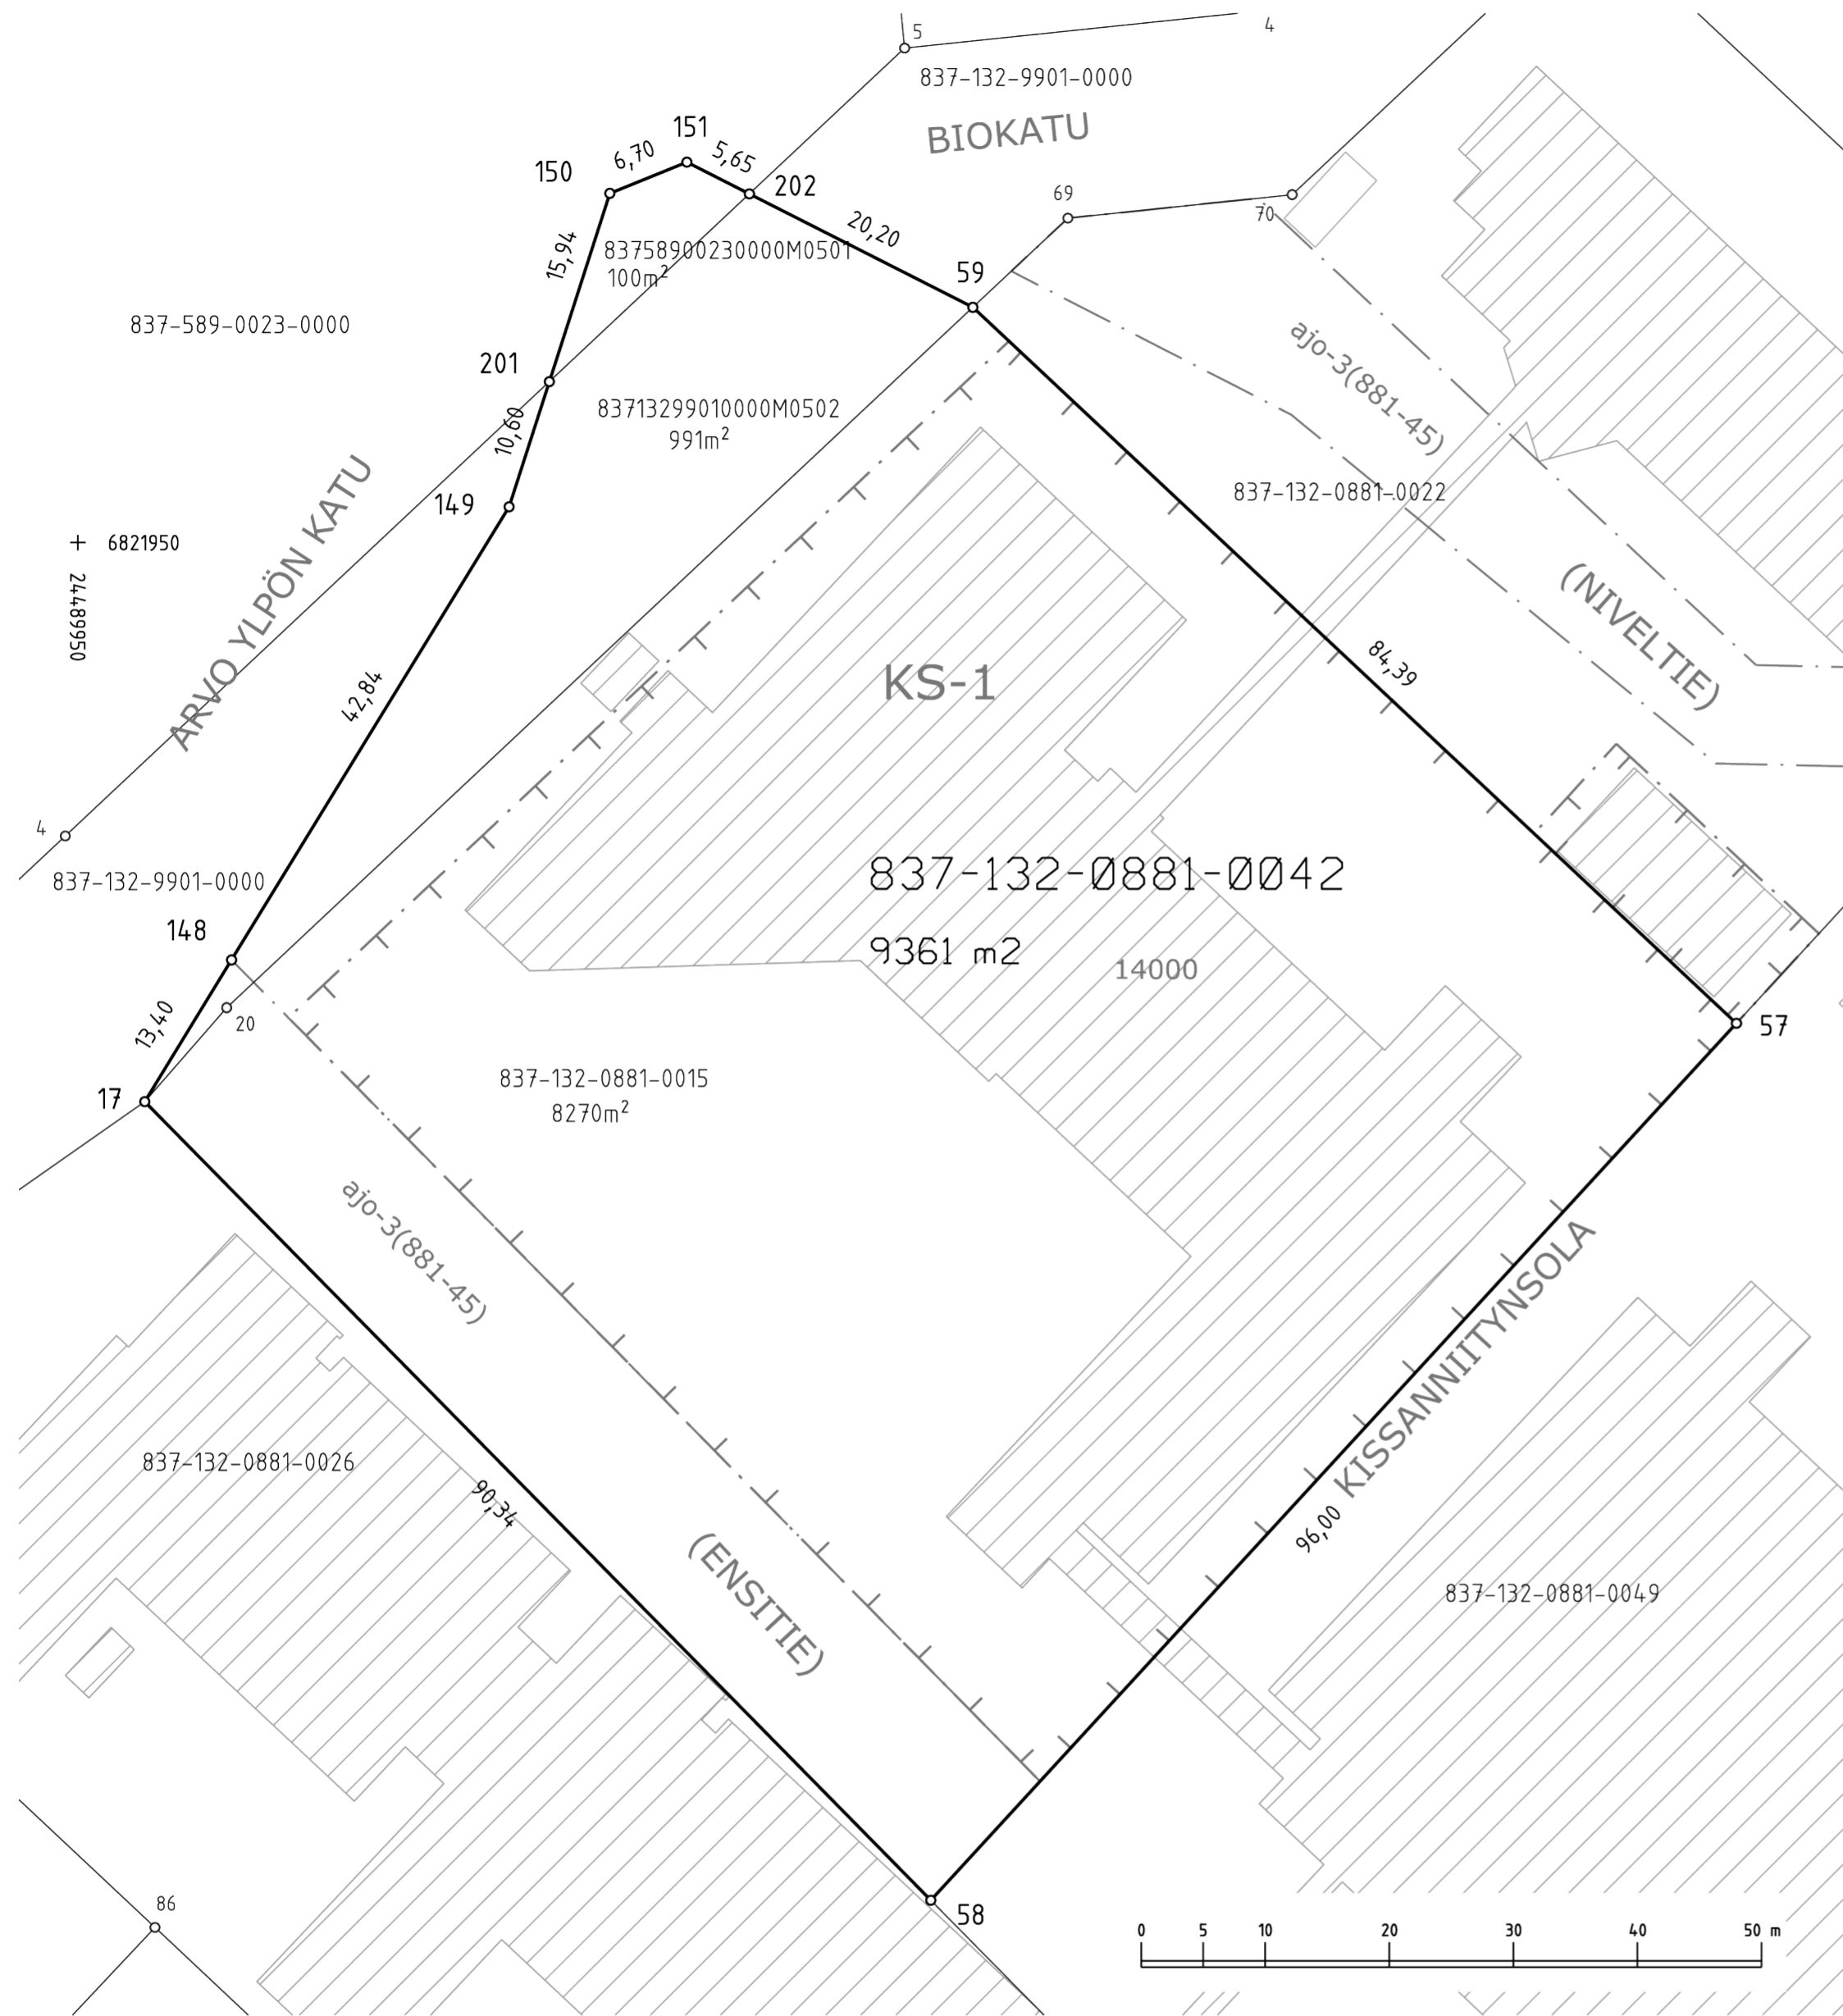 5
4
837-132-9901-0000
BIOKATU
151
6,70
5,65
150
202
69
70
20,20
15,94
83758900230000M0501
100m²
59
837-589-0023-0000
ajo-3(881-45)
201
83713299010000M0502
991m²
10,60
149
837-132-0881-0022
6821950
24489950
ARVO YLPÖN KATU
(NIVELTIE)
42,84
KS-1
84,39
4
837-132-9901-0000
837-132-0881-0042
148
9361 m2
14000
13,40
20
57
17
837-132-0881-0015
8270m²
ajo-3(881-45)
KISSANNIITYNSOLA
837-132-0881-0026
90,34
96,00
(ENSITIE)
837-132-0881-0049
86
58
0 5 10 20 30 40 50 m